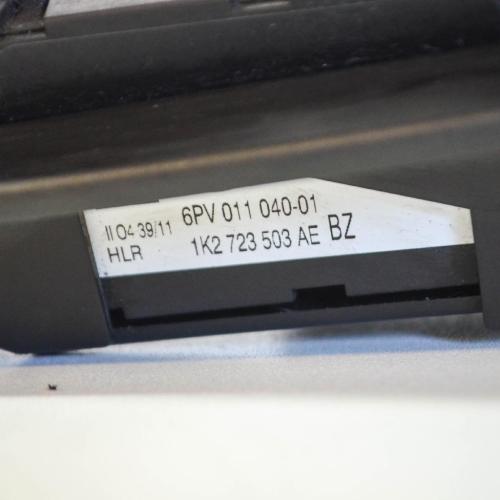 II 04 39/11 6PV 011 040-01
HLR 1K2 723 503 AE BZ